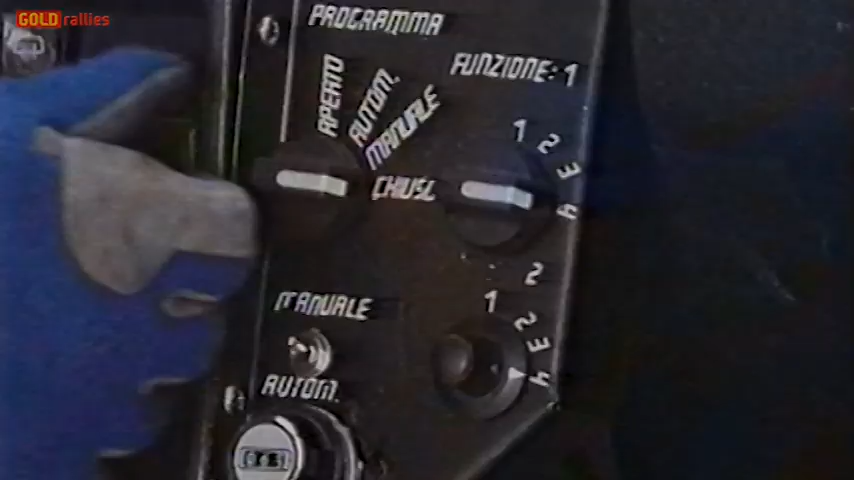 GOLD rallies
PROGRAMMA
APERTO
AUTOM.
MANUALE
CHIUS.
FUNZIONE: 1
1
2
3
4
2
1
2
3
4
MANUALE
AUTOM.